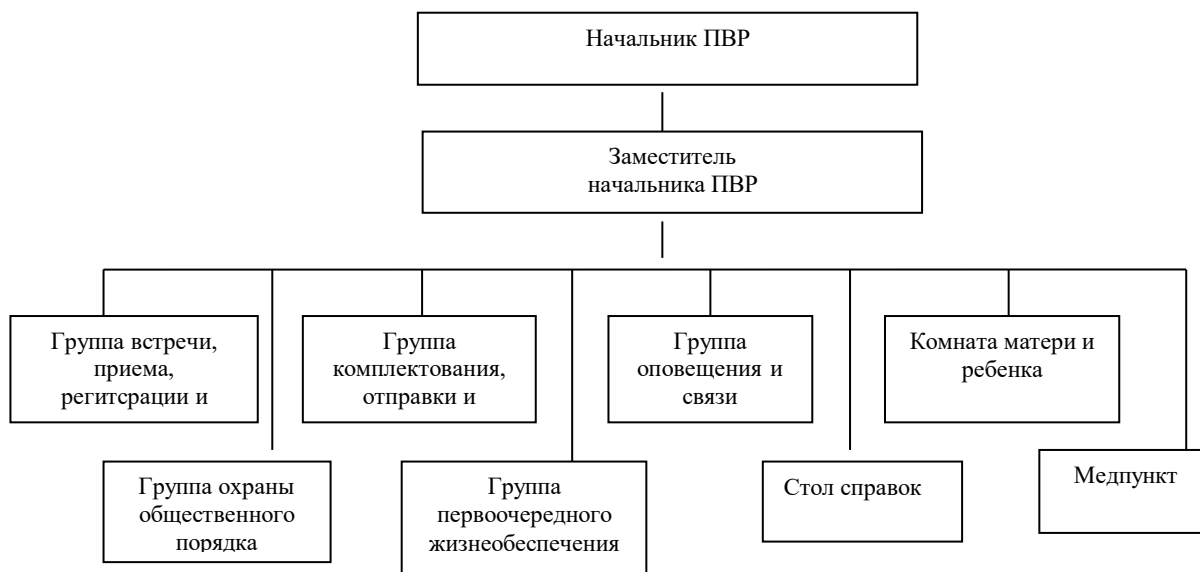 Начальник ПВР
Заместитель
начальника ПВР
Группа встречи,
приема,
регитсрации и
Группа
комплектования,
отправки и
Группа
оповещения и
связи
Комната матери и
ребенка
Группа охраны
общественного
порядка
Группа
первоочередного
жизнеобеспечения
Стол справок
Медпункт